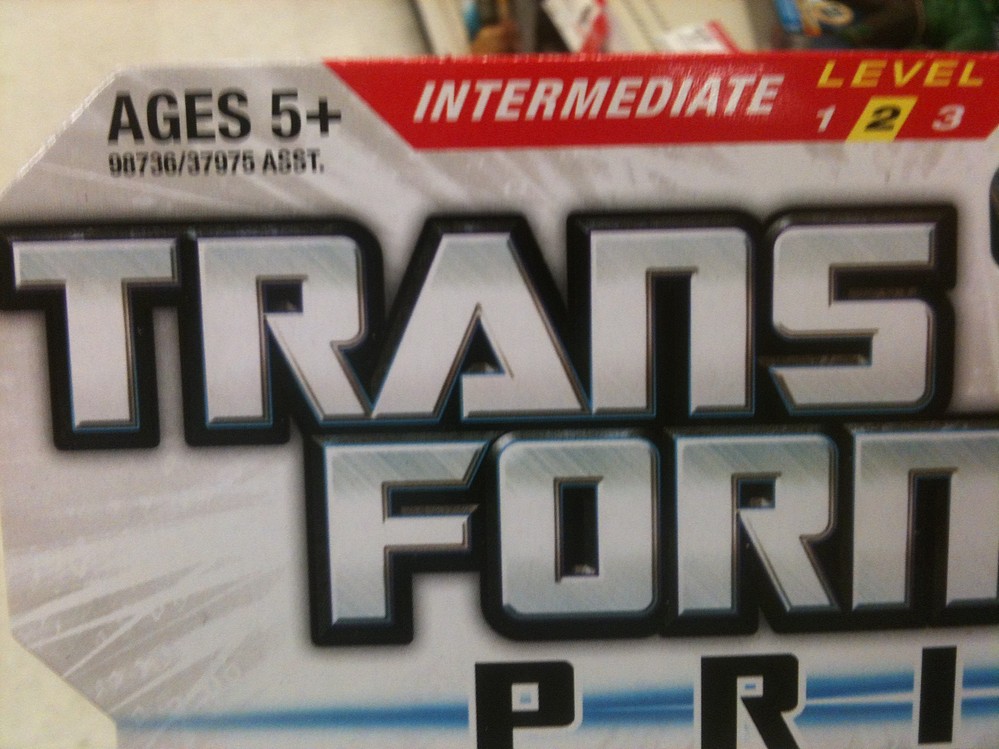 AGES 5+
98736/37975 ASST.
INTERMEDIATE
LEVEL
1 2 3
TRANS
FORM
PRI